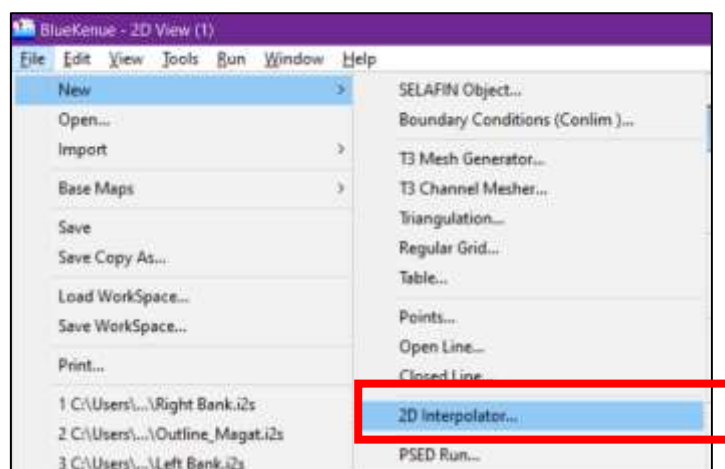 BlueKenue - 2D View (1)
File Edit View Tools Run Window Help
New
Open...
Import
Base Maps
Save
Save Copy As...
Load WorkSpace...
Save WorkSpace...
Print...
1 C:\Users\...\Right Bank.i2s
2 C:\Users\...\Outline_Magat.i2s
3 C:\Users\...\Left Bank.i2s
SELAFIN Object...
Boundary Conditions (Conlim )...
T3 Mesh Generator...
T3 Channel Mesher...
Triangulation...
Regular Grid...
Table...
Points...
Open Line...
Closed Line...
2D Interpolator...
PSED Run...